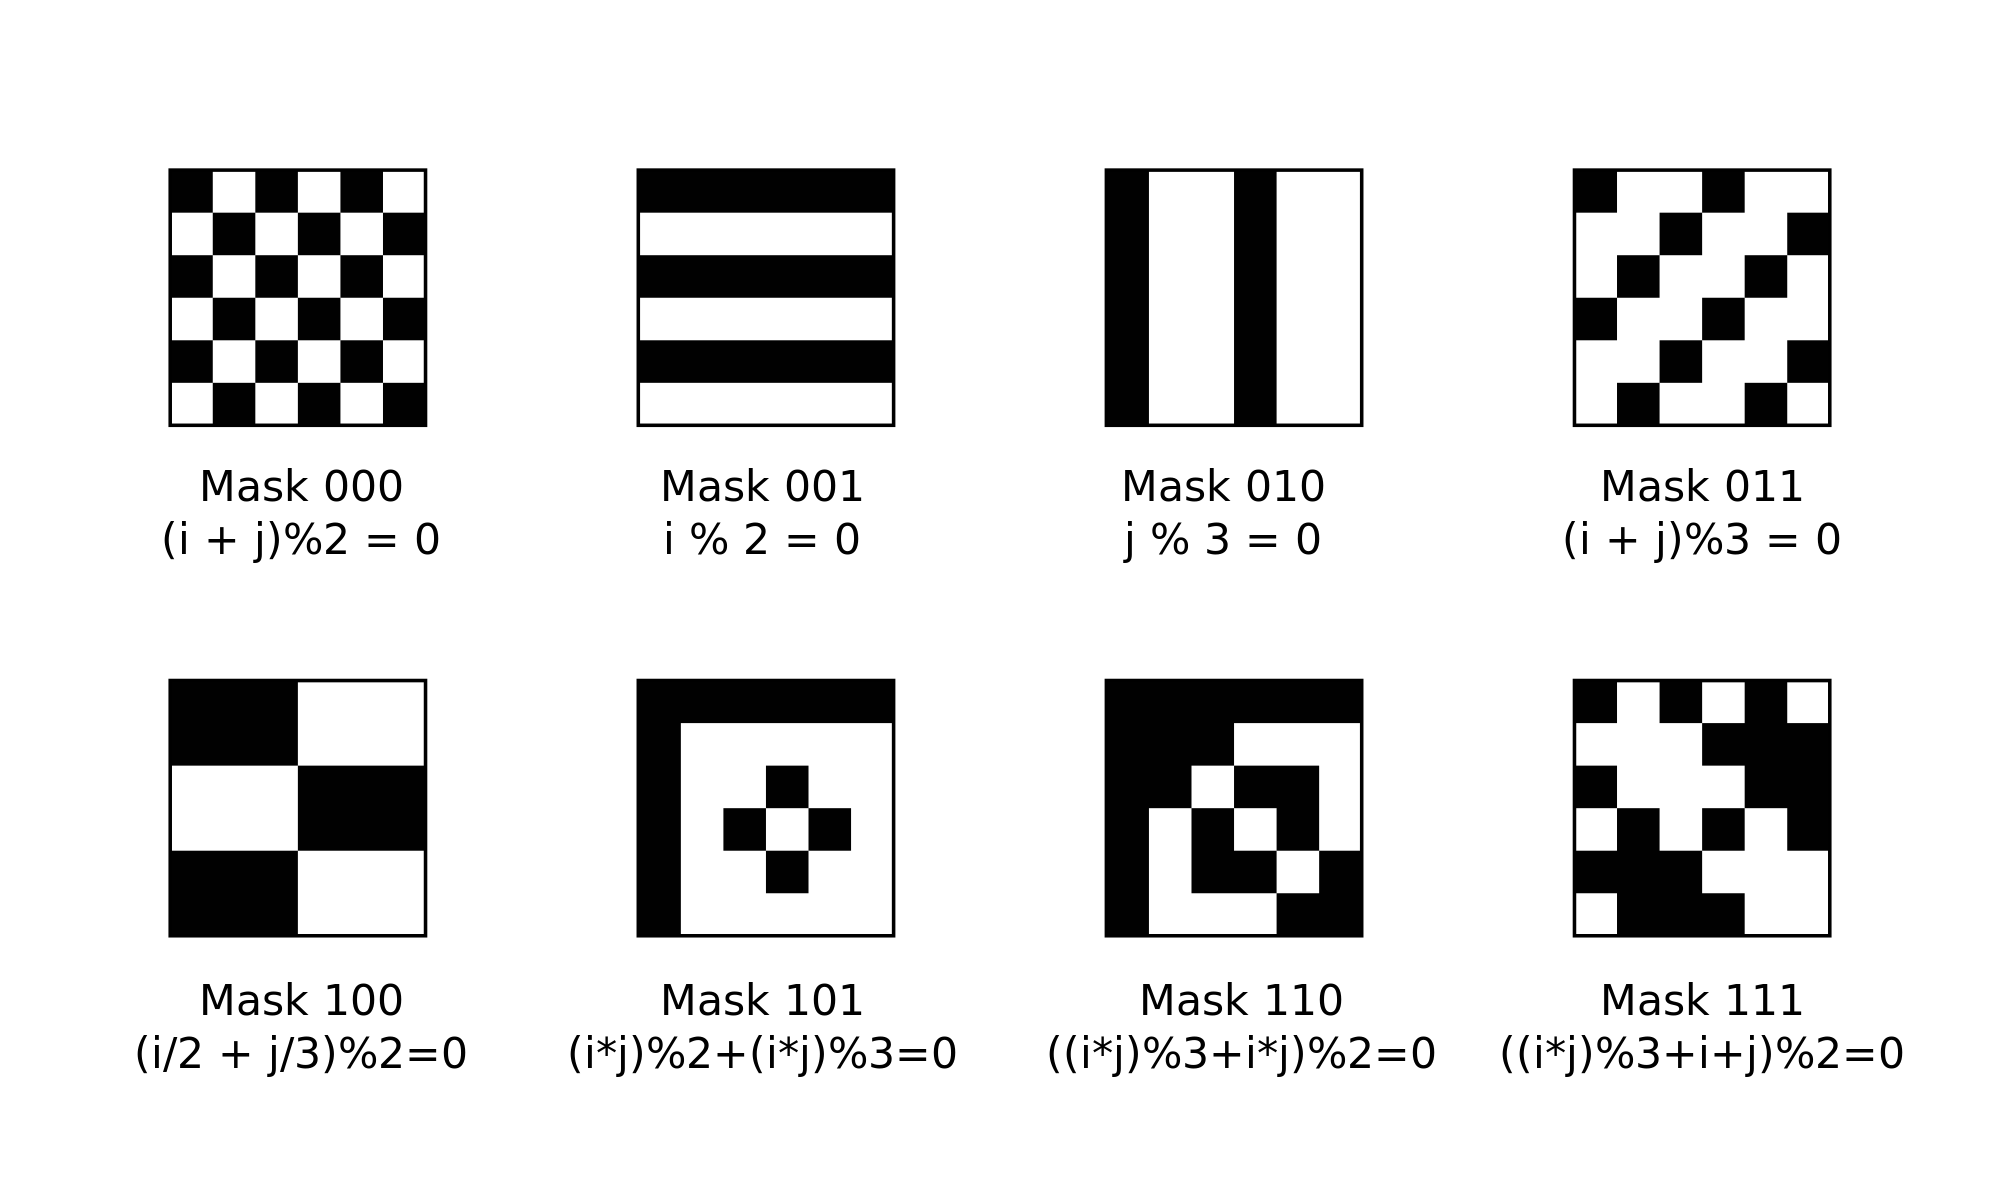 Mask 000
(i + j)%2 = 0
Mask 001
i % 2 = 0
Mask 010
j % 3 = 0
Mask 011
(i + j)%3 = 0
Mask 100
(i/2 + j/3)%2=0
Mask 101
(i*j)%2+(i*j)%3=0
Mask 110
((i*j)%3+i*j)%2=0
Mask 111
((i*j)%3+i+j)%2=0